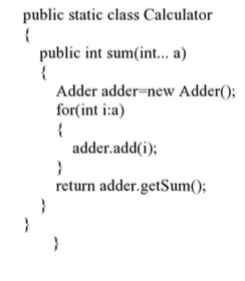 public static class Calculator
{
public int sum(int... a)
{
Adder adder=new Adder();
for(int i:a)
{
adder.add(i);
}
return adder.getSum();
}
}
}